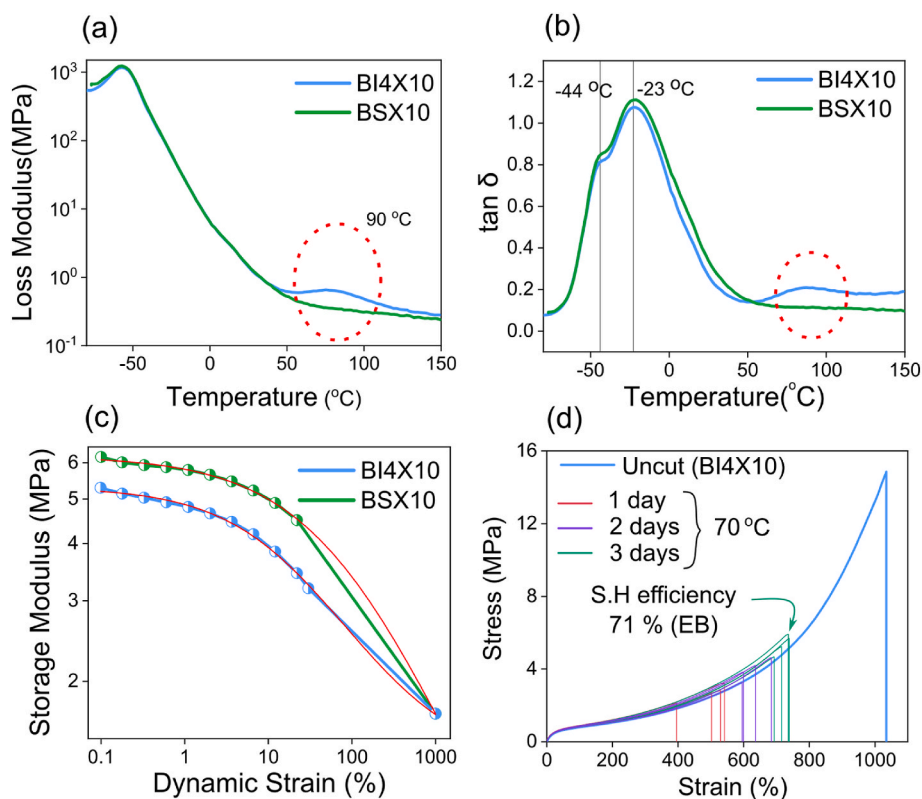 (a)
Loss Modulus(MPa)
10³
10²
10¹
10⁰
10⁻¹
BI4X10
BSX10
90 °C
-50
0
50
100
150
Temperature (°C)
(b)
tan δ
1.2
1.0
0.8
0.6
0.4
0.2
0.0
-44 °C
-23 °C
BI4X10
BSX10
-50
0
50
100
150
Temperature(°C)
(c)
Storage Modulus (MPa)
6
5
4
3
2
BI4X10
BSX10
0.1
1
10
100
1000
Dynamic Strain (%)
(d)
Stress (MPa)
16
12
8
4
0
Uncut (BI4X10)
1 day
2 days
3 days
70 °C
S.H efficiency
71 % (EB)
0
200
400
600
800
1000
Strain (%)